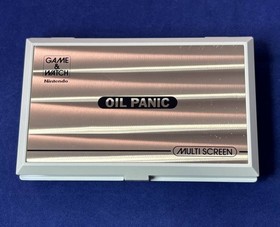 GAME
&
WATCH
Nintendo
OIL PANIC
MULTI SCREEN